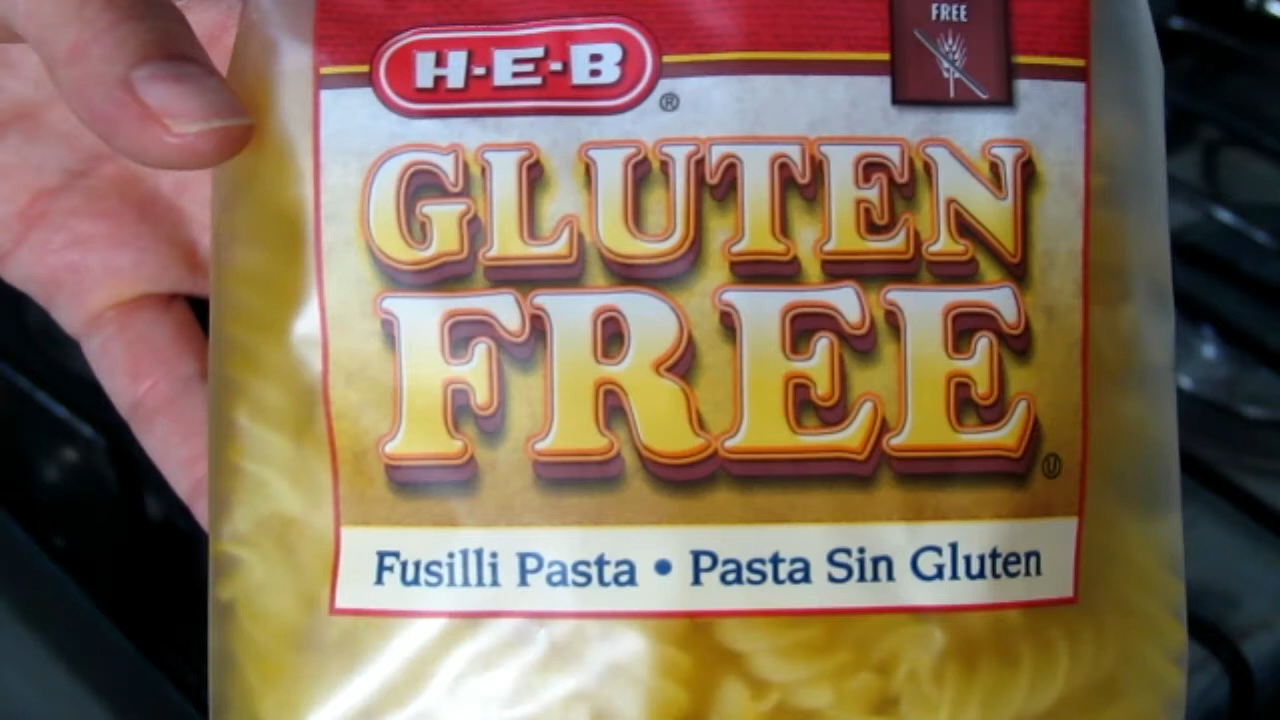 FREE
H-E-B®
GLUTEN
FREE
Fusilli Pasta • Pasta Sin Gluten